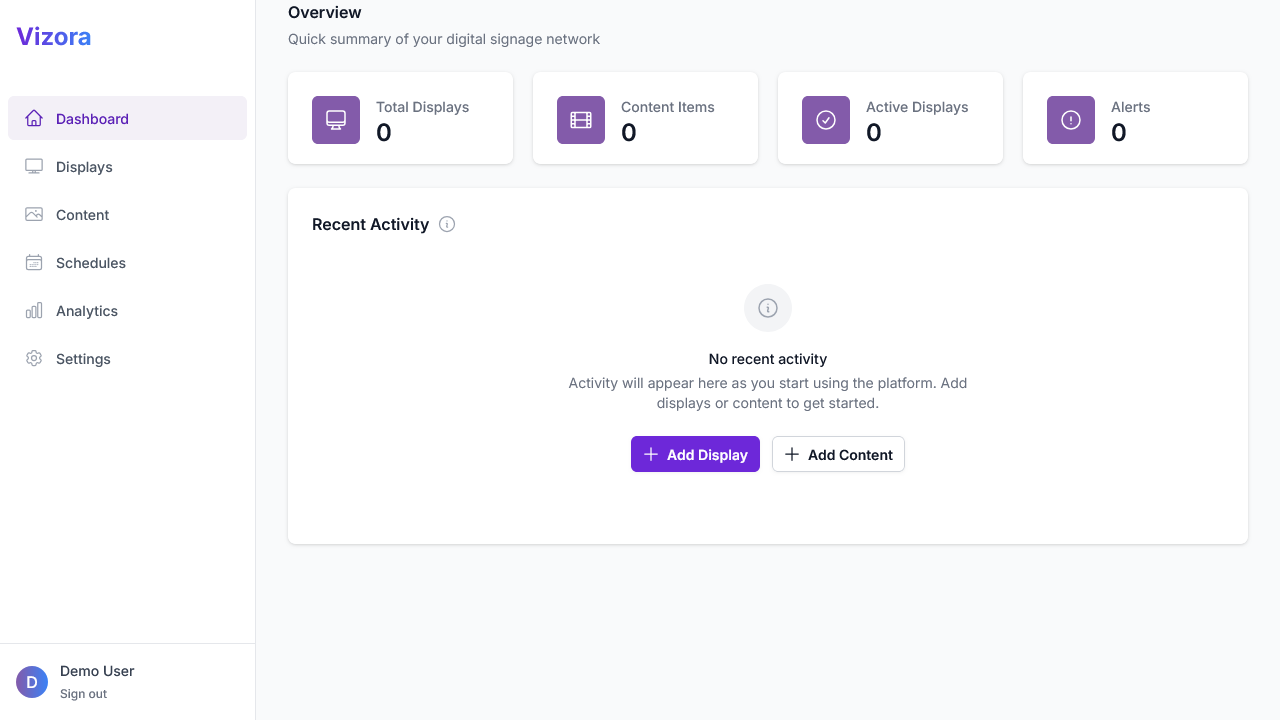 Vizora
Dashboard
Displays
Content
Schedules
Analytics
Settings
D
Demo User
Sign out
Overview
Quick summary of your digital signage network
Total Displays
0
Content Items
0
Active Displays
0
Alerts
0
Recent Activity
No recent activity
Activity will appear here as you start using the platform. Add
displays or content to get started.
Add Display
Add Content